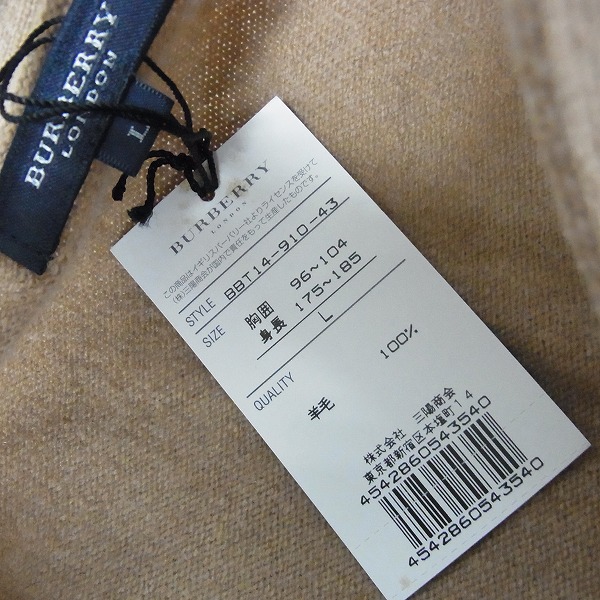 BURBERRY
LONDON
L
BURBERRY
LONDON
この商品はイギリスバーバリー社よりライセンスを受けて
(株)三陽商会が国内で責任をもって生産したものです。
STYLE BBT14-910-43
SIZE 胸囲 96~104
身長 175~185
L
QUALITY
羊毛 100%
株式会社 三陽商会
東京都新宿区本塩町14
4542860543540
4542860543540